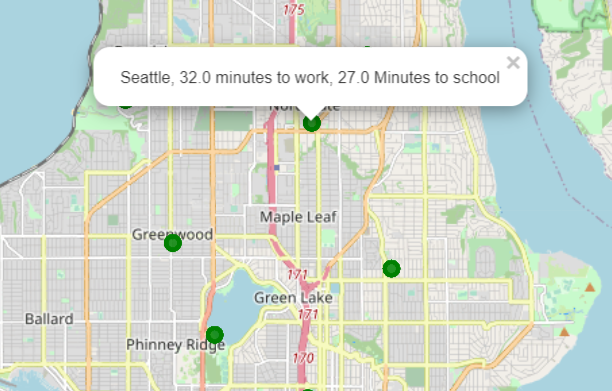 175
Seattle, 32.0 minutes to work, 27.0 Minutes to school
×
Maple Leaf
Greenwood
171
Green Lake
171
Ballard
Phinney Ridge
170